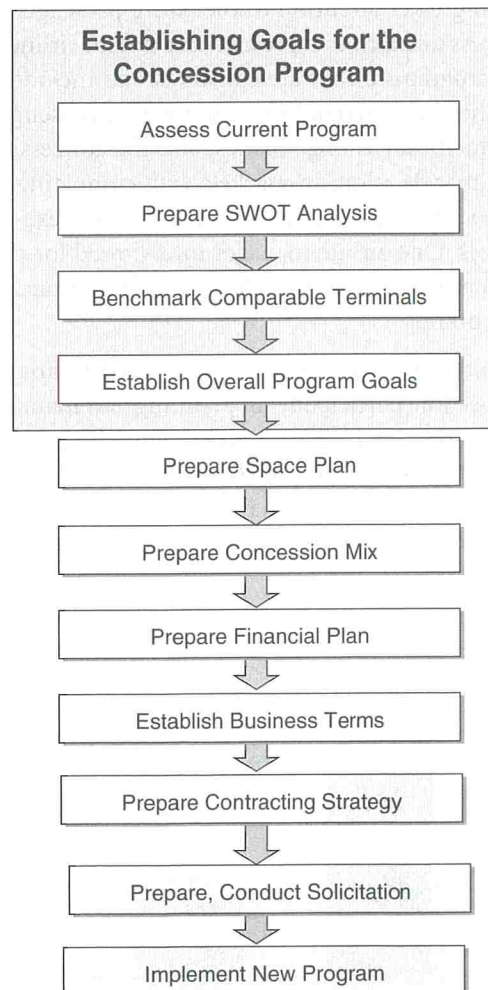 Establishing Goals for the
Concession Program
Assess Current Program
Prepare SWOT Analysis
Benchmark Comparable Terminals
Establish Overall Program Goals
Prepare Space Plan
Prepare Concession Mix
Prepare Financial Plan
Establish Business Terms
Prepare Contracting Strategy
Prepare, Conduct Solicitation
Implement New Program